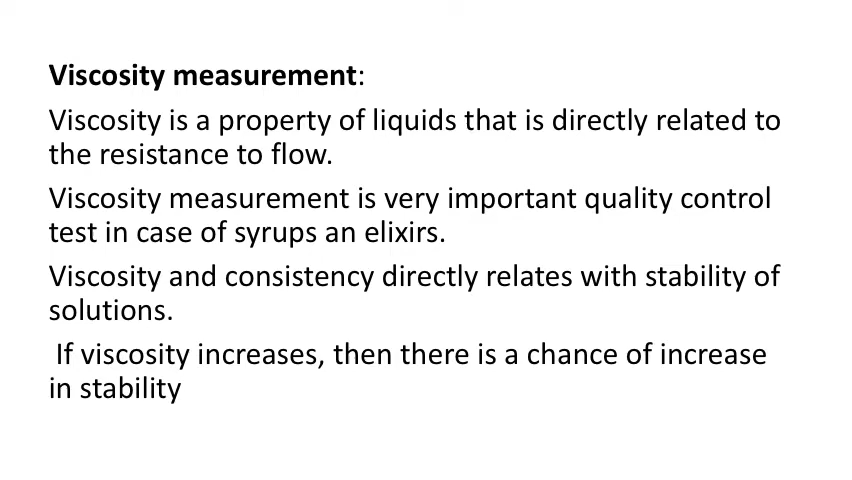 Viscosity measurement:
Viscosity is a property of liquids that is directly related to
the resistance to flow.
Viscosity measurement is very important quality control
test in case of syrups an elixirs.
Viscosity and consistency directly relates with stability of
solutions.
If viscosity increases, then there is a chance of increase
in stability